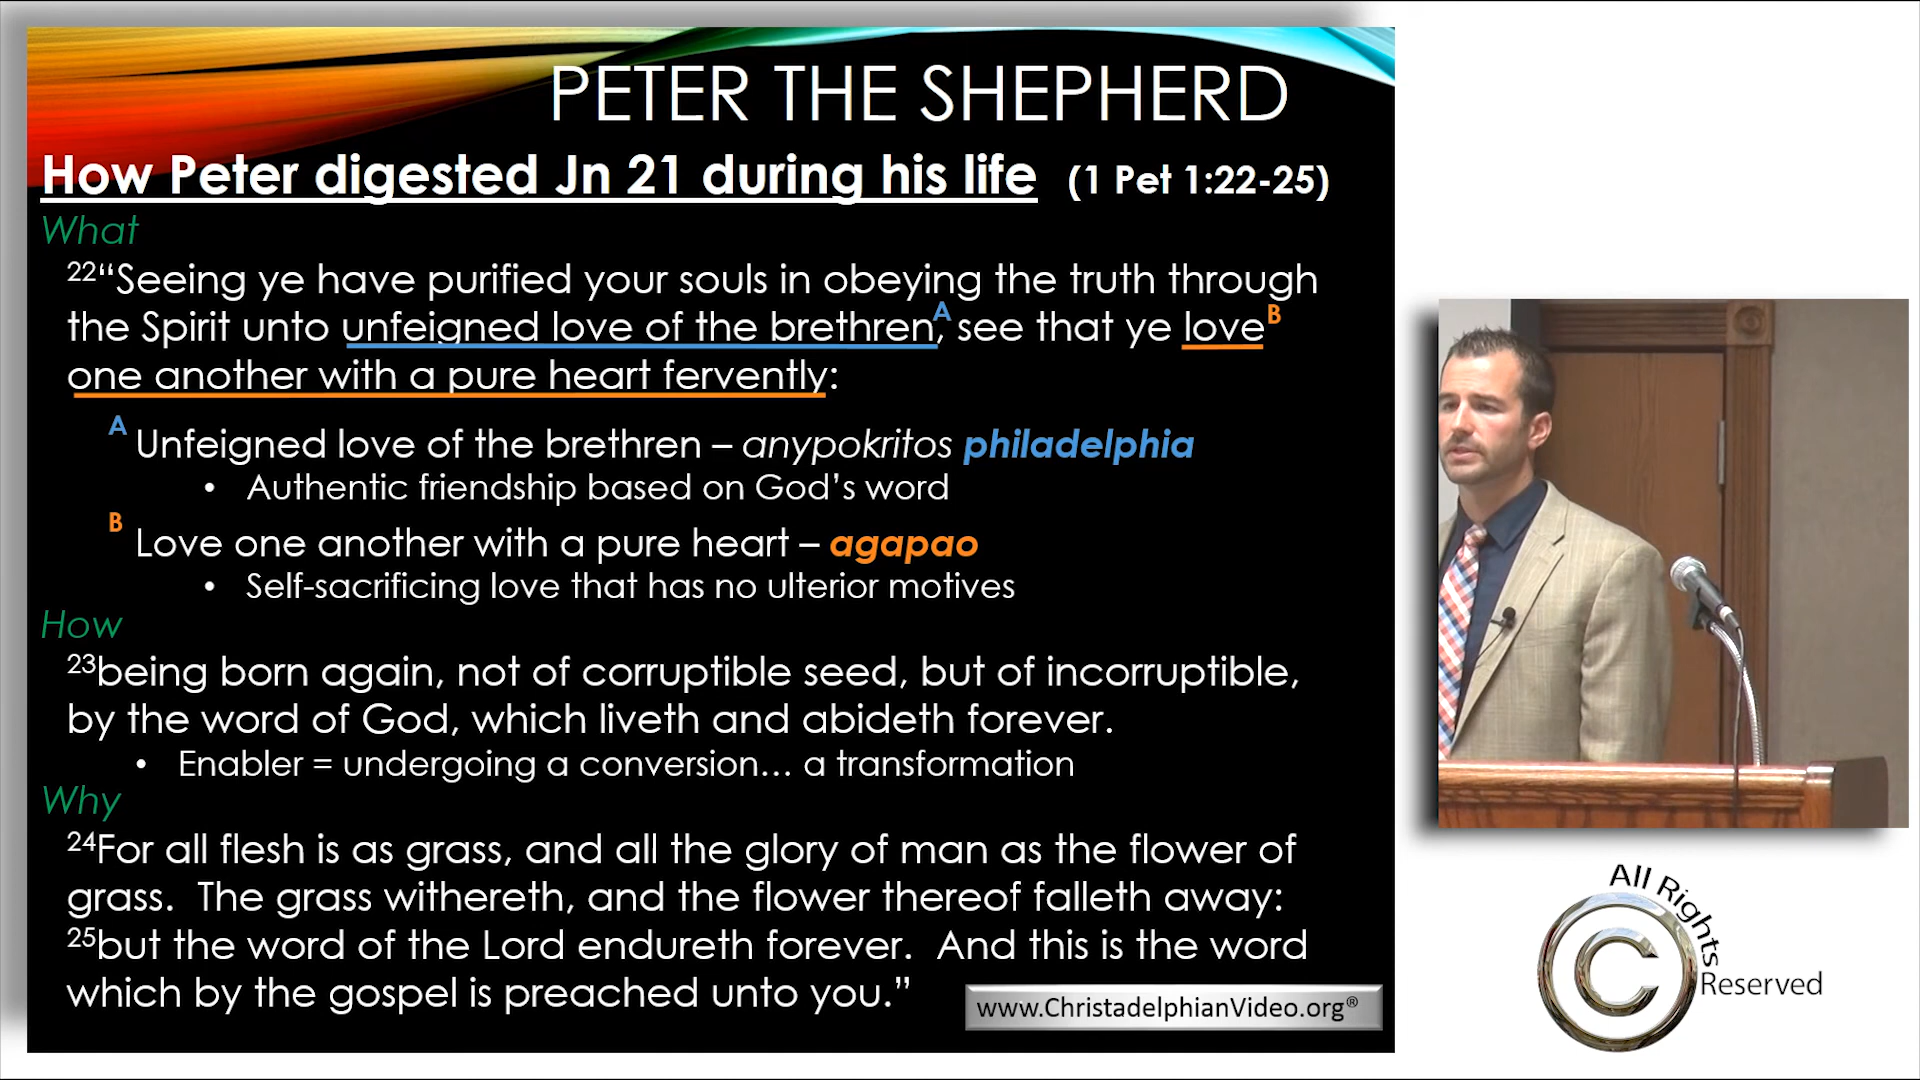 PETER THE SHEPHERD
How Peter digested Jn 21 during his life (1 Pet 1:22-25)
What
22“Seeing ye have purified your souls in obeying the truth through
the Spirit unto unfeigned love of the brethren,A see that ye loveB
one another with a pure heart fervently:
A Unfeigned love of the brethren – anypokritos philadelphia
• Authentic friendship based on God’s word
B Love one another with a pure heart – agapao
• Self-sacrificing love that has no ulterior motives
How
23being born again, not of corruptible seed, but of incorruptible,
by the word of God, which liveth and abideth forever.
• Enabler = undergoing a conversion… a transformation
Why
24For all flesh is as grass, and all the glory of man as the flower of
grass.  The grass withereth, and the flower thereof falleth away:
25but the word of the Lord endureth forever.  And this is the word
which by the gospel is preached unto you.”
www.ChristadelphianVideo.org®
All Rights
Reserved
C